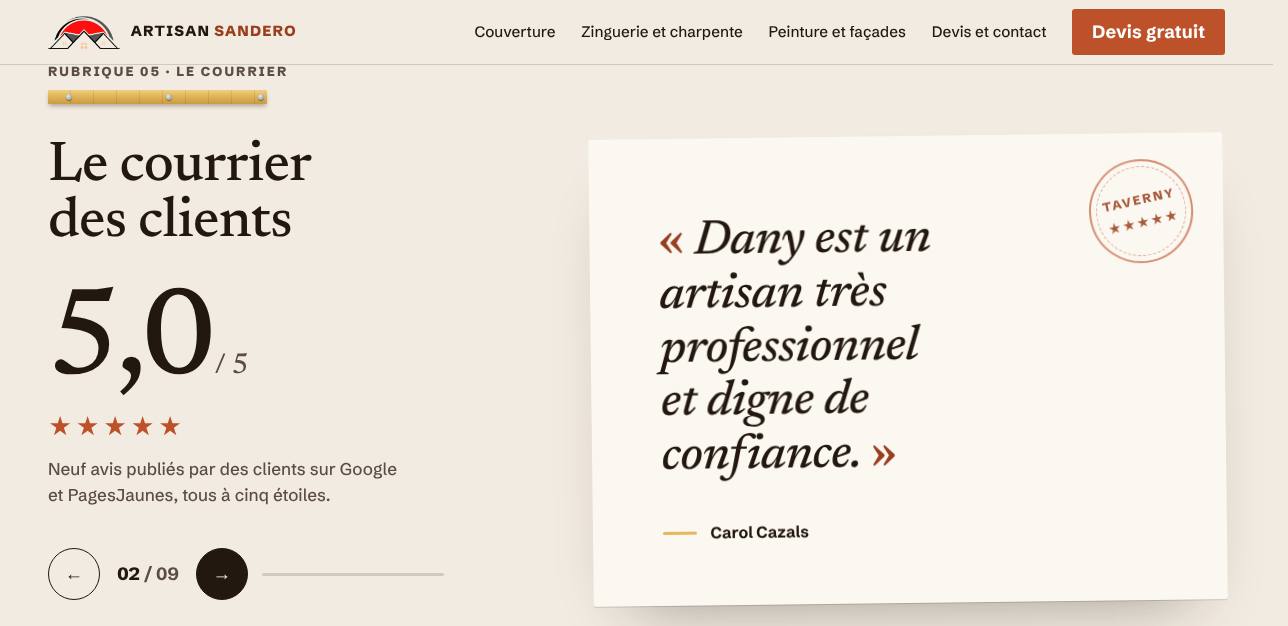 ARTISAN SANDERO
Couverture
Zinguerie et charpente
Peinture et façades
Devis et contact
Devis gratuit
RUBRIQUE 05 · LE COURRIER
Le courrier
des clients
5,0 / 5
★★★★★
Neuf avis publiés par des clients sur Google
et PagesJaunes, tous à cinq étoiles.
← 02 / 09 →
TAVERNY
★★★★★
« Dany est un
artisan très
professionnel
et digne de
confiance. »
Carol Cazals